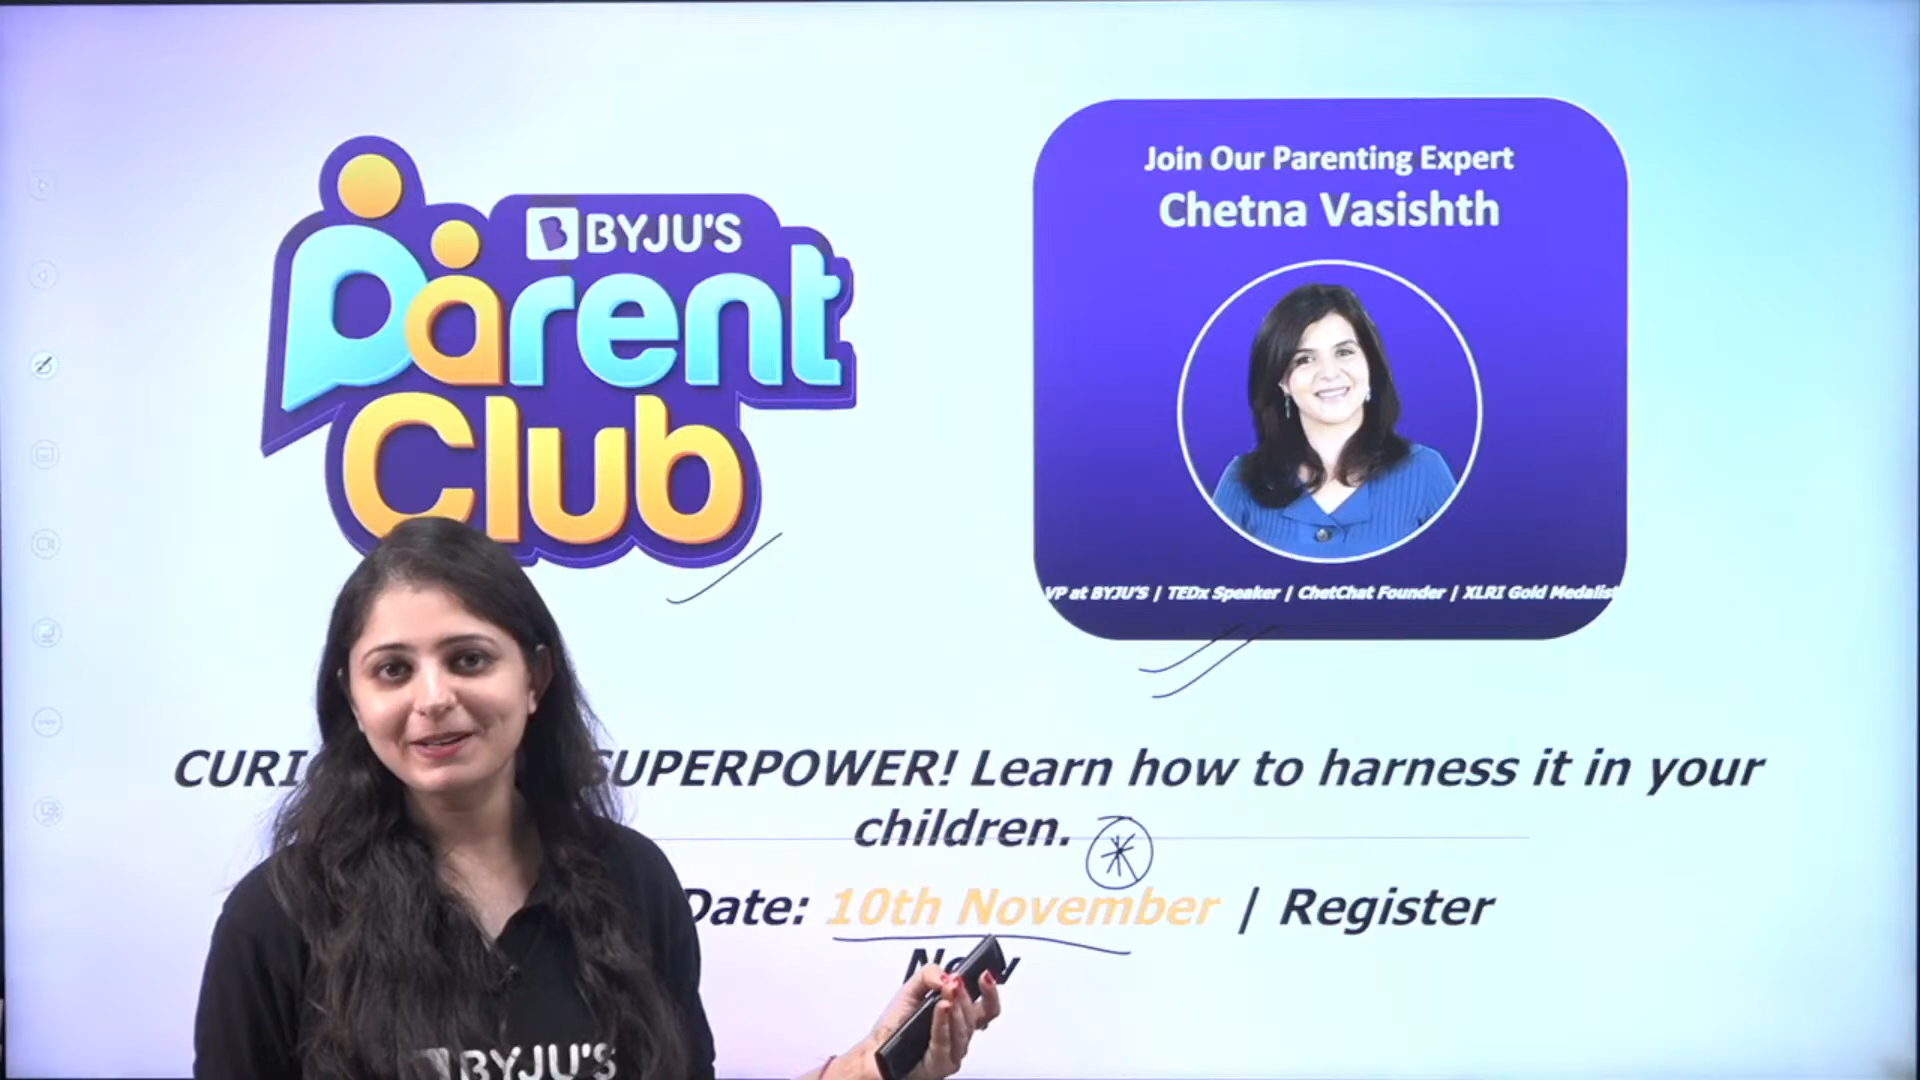 BYJU'S
Parent
Club
Join Our Parenting Expert
Chetna Vasishth
VP at BYJU'S | TEDx Speaker | ChetChat Founder | XLRI Gold Medalist
SUPERPOWER! Learn how to harness it in your
children.
Date: 10th November | Register
Now
BYJU'S